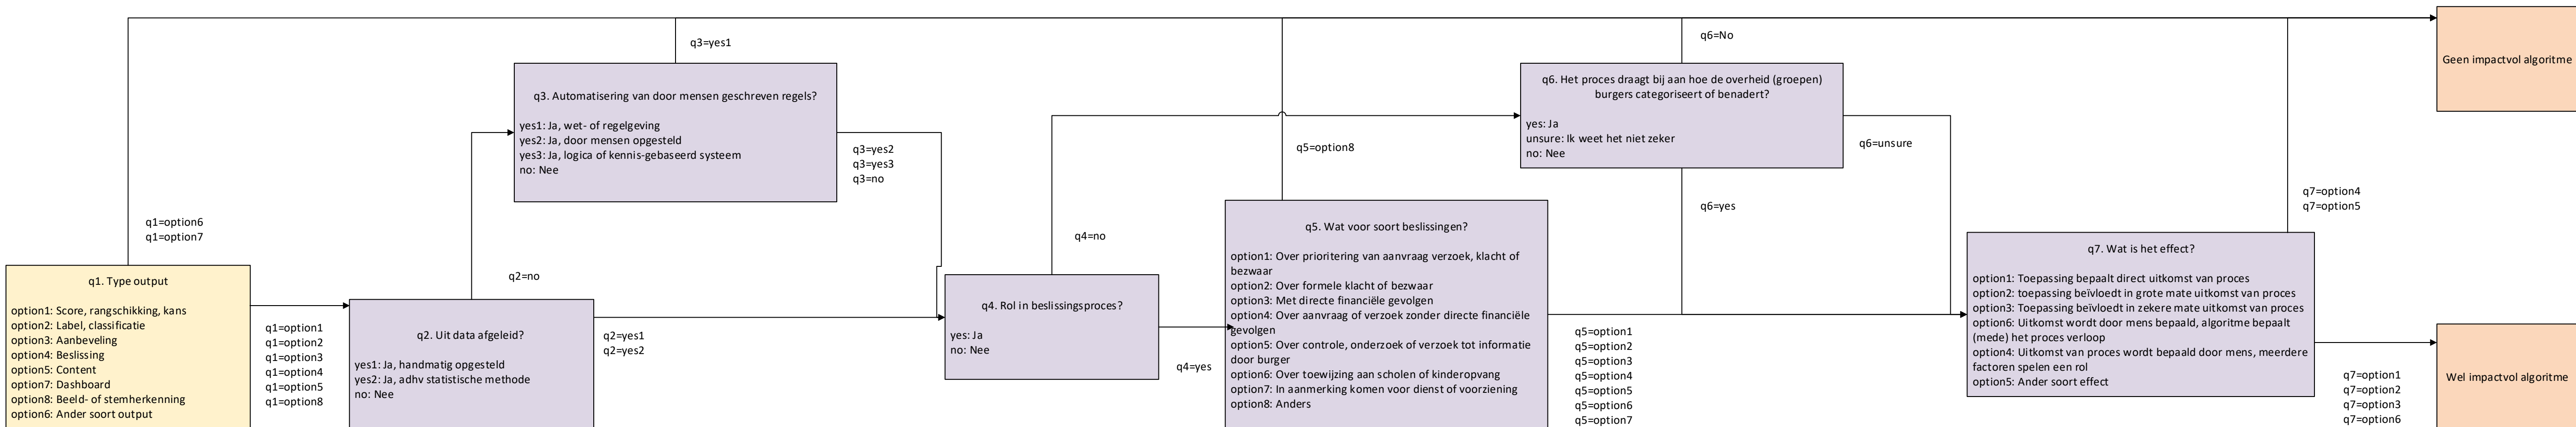 q1. Type output
option1: Score, rangschikking, kans
option2: Label, classificatie
option3: Aanbeveling
option4: Beslissing
option5: Content
option7: Dashboard
option8: Beeld- of stemherkenning
option6: Ander soort output
q1=option6
q1=option7
q1=option1
q1=option2
q1=option3
q1=option4
q1=option5
q1=option8
q2. Uit data afgeleid?
yes1: Ja, handmatig opgesteld
yes2: Ja, adhv statistische methode
no: Nee
q2=no
q2=yes1
q2=yes2
q3. Automatisering van door mensen geschreven regels?
yes1: Ja, wet- of regelgeving
yes2: Ja, door mensen opgesteld
yes3: Ja, logica of kennis-gebaseerd systeem
no: Nee
q3=yes1
q3=yes2
q3=yes3
q3=no
q4. Rol in beslissingsproces?
yes: Ja
no: Nee
q4=no
q4=yes
q5. Wat voor soort beslissingen?
option1: Over prioritering van aanvraag verzoek, klacht of
bezwaar
option2: Over formele klacht of bezwaar
option3: Met directe financiële gevolgen
option4: Over aanvraag of verzoek zonder directe financiële
gevolgen
option5: Over controle, onderzoek of verzoek tot informatie
door burger
option6: Over toewijzing aan scholen of kinderopvang
option7: In aanmerking komen voor dienst of voorziening
option8: Anders
q5=option8
q5=option1
q5=option2
q5=option3
q5=option4
q5=option5
q5=option6
q5=option7
q6. Het proces draagt bij aan hoe de overheid (groepen)
burgers categoriseert of benadert?
yes: Ja
unsure: Ik weet het niet zeker
no: Nee
q6=No
q6=unsure
q6=yes
q7. Wat is het effect?
option1: Toepassing bepaalt direct uitkomst van proces
option2: toepassing beïvloedt in grote mate uitkomst van proces
option3: Toepassing beïvloedt in zekere mate uitkomst van proces
option6: Uitkomst wordt door mens bepaald, algoritme bepaalt
(mede) het proces verloop
option4: Uitkomst van proces wordt bepaald door mens, meerdere
factoren spelen een rol
option5: Ander soort effect
q7=option4
q7=option5
q7=option1
q7=option2
q7=option3
q7=option6
Geen impactvol algoritme
Wel impactvol algoritme